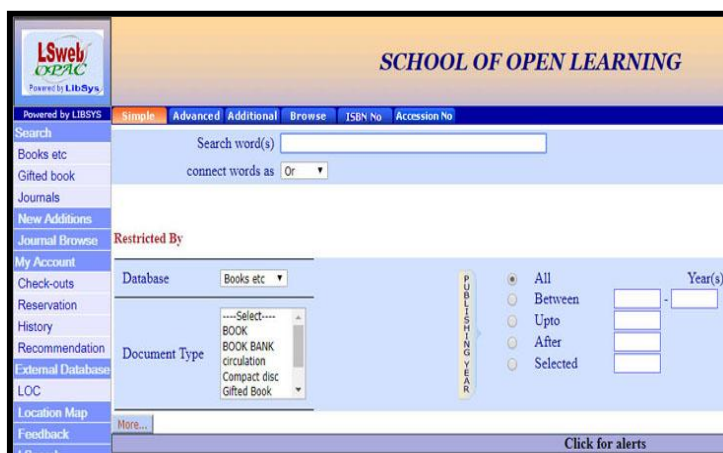 LSweb
OPAC
Powered by LibSys
SCHOOL OF OPEN LEARNING
Powered by LIBSYS
Simple Advanced Additional Browse ISBN No Accession No
Search
Books etc
Gifted book
Journals
New Additions
Journal Browse
My Account
Check-outs
Reservation
History
Recommendation
External Database
LOC
Location Map
Feedback
Search word(s)
connect words as Or
Restricted By
Database Books etc
Document Type
----Select----
BOOK
BOOK BANK
circulation
Compact disc
Gifted Book
PUBLISHING YEAR
All Year(s)
Between -
Upto
After
Selected
More...
Click for alerts